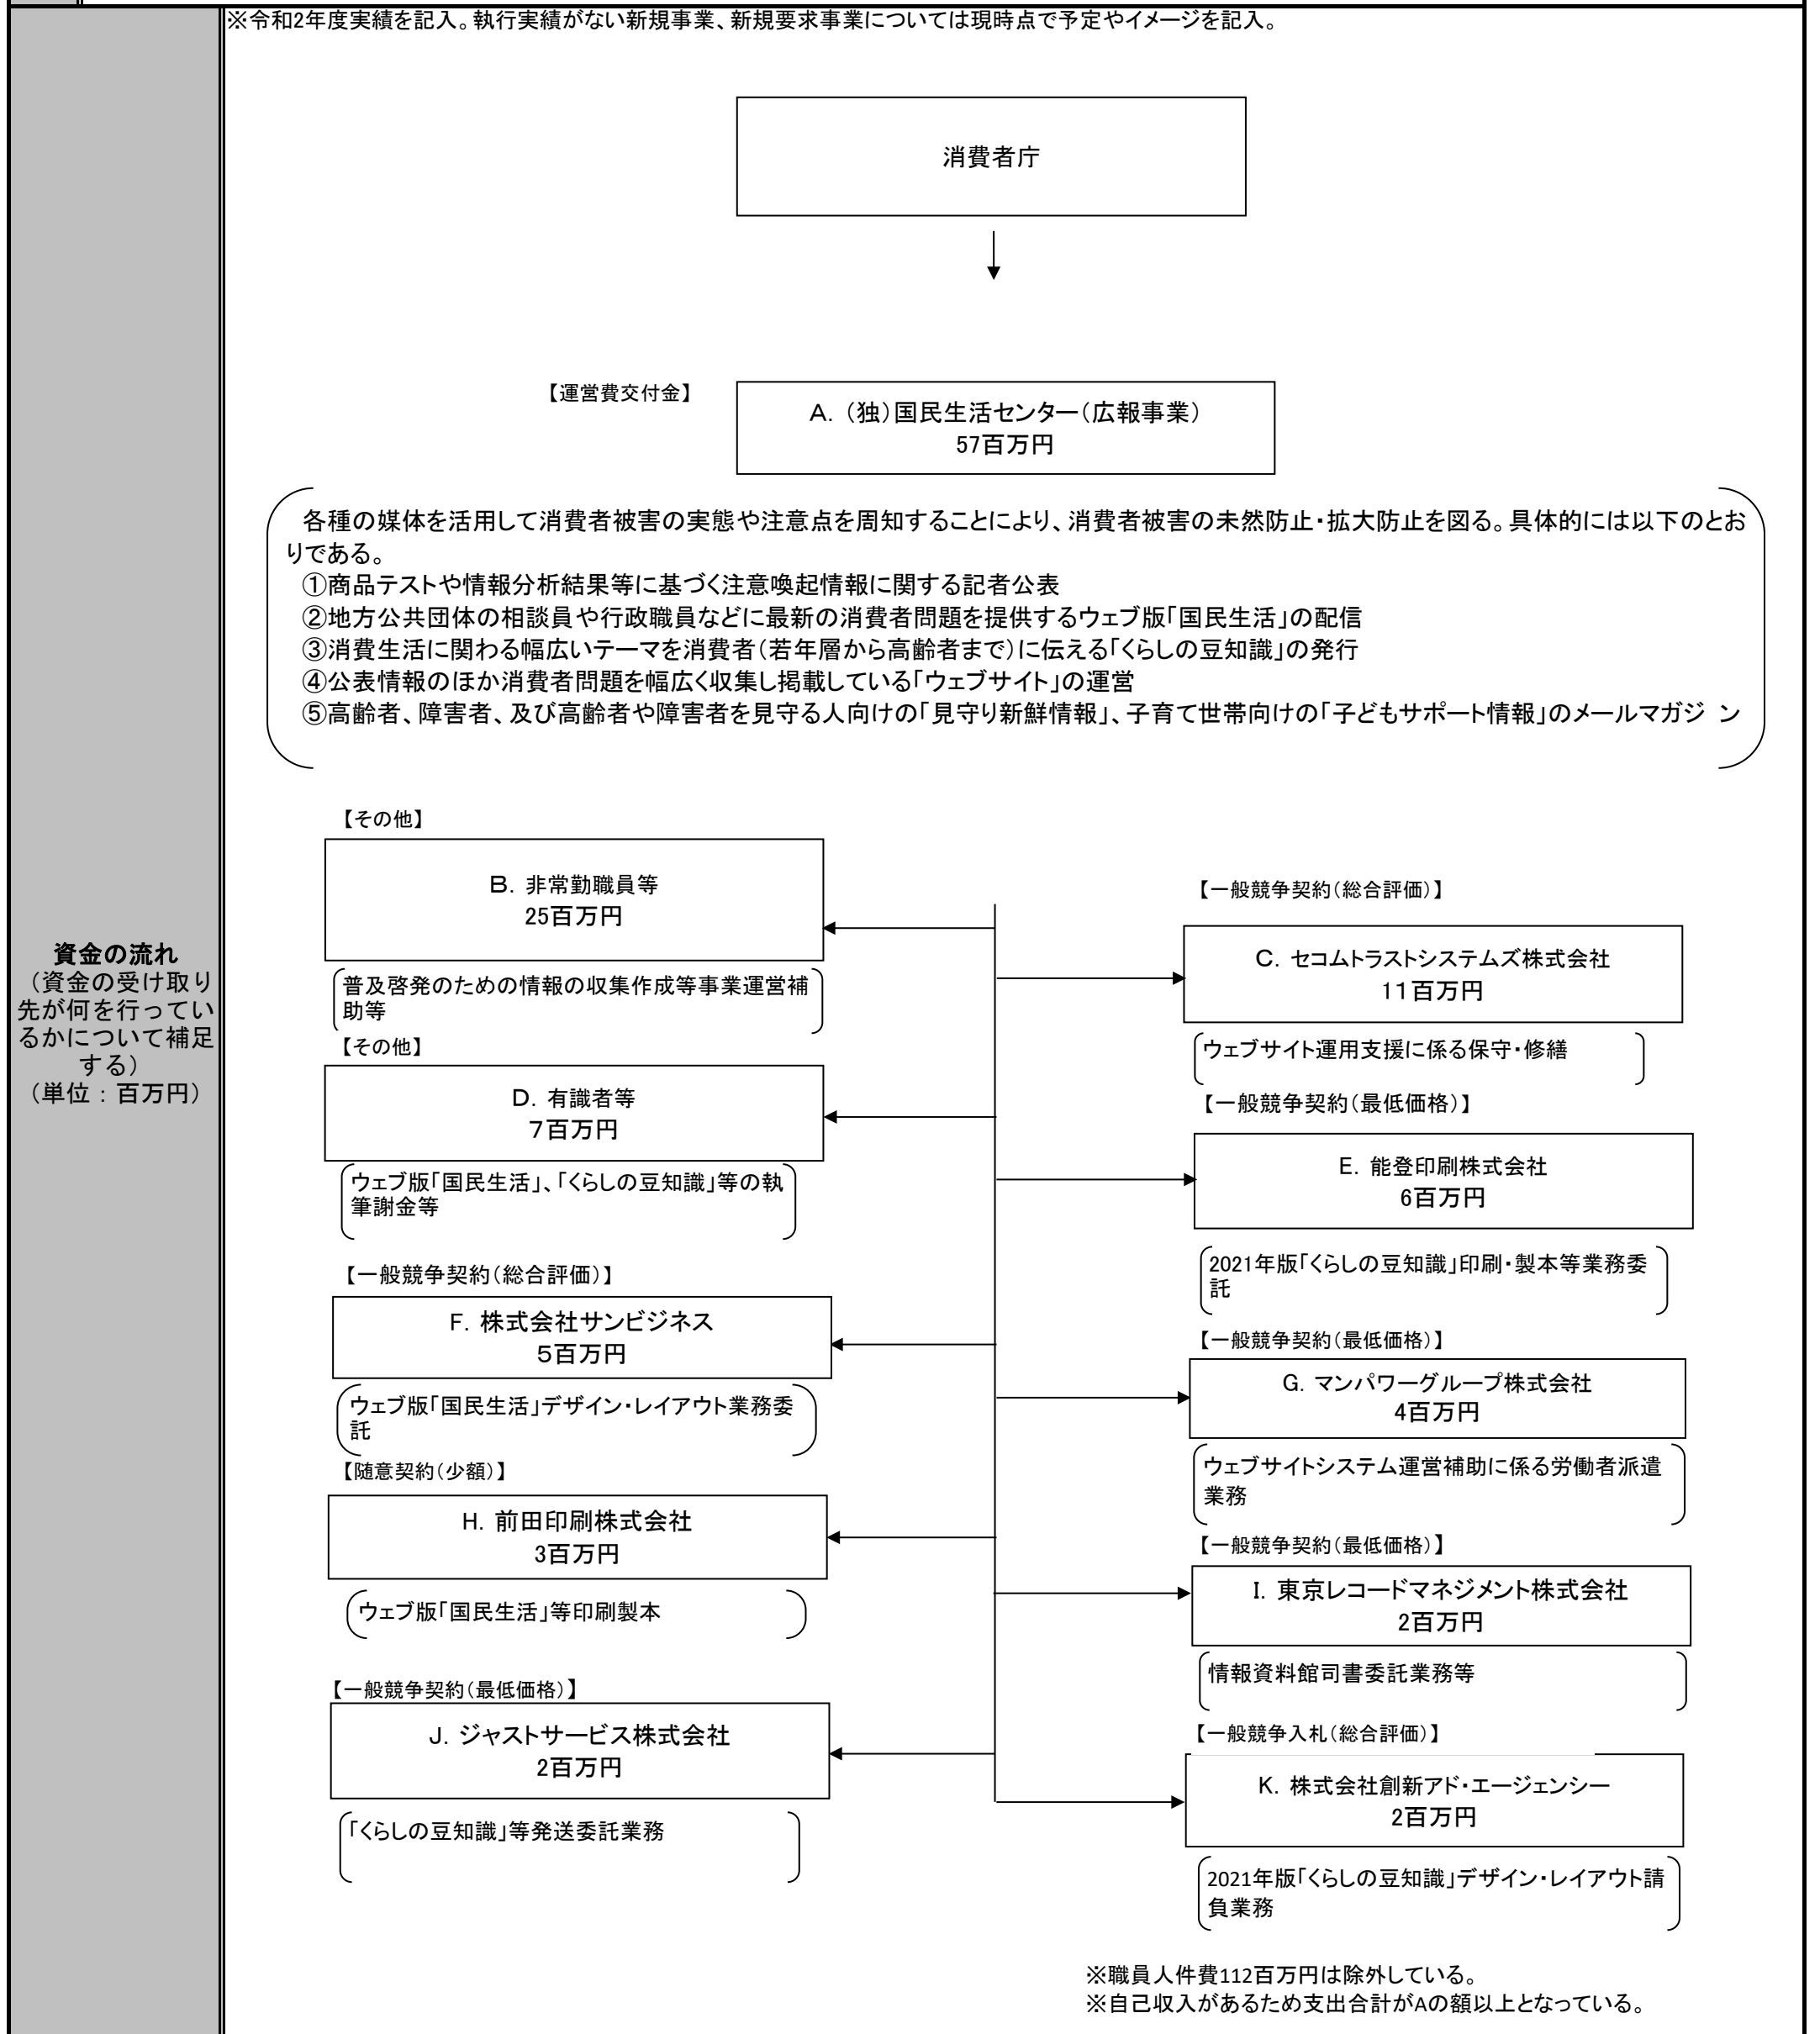 ※令和2年度実績を記入。執行実績がない新規事業、新規要求事業については現時点で予定やイメージを記入。
資金の流れ
（資金の受け取り
先が何を行ってい
るかについて補足
する）
（単位：百万円）
消費者庁
【運営費交付金】
A．（独）国民生活センター（広報事業）
57百万円
各種の媒体を活用して消費者被害の実態や注意点を周知することにより、消費者被害の未然防止・拡大防止を図る。具体的には以下のとお
りである。
①商品テストや情報分析結果等に基づく注意喚起情報に関する記者公表
②地方公共団体の相談員や行政職員などに最新の消費者問題を提供するウェブ版「国民生活」の配信
③消費生活に関わる幅広いテーマを消費者（若年層から高齢者まで）に伝える「くらしの豆知識」の発行
④公表情報のほか消費者問題を幅広く収集し掲載している「ウェブサイト」の運営
⑤高齢者、障害者、及び高齢者や障害者を見守る人向けの「見守り新鮮情報」、子育て世帯向けの「子どもサポート情報」のメールマガジン
【その他】
B．非常勤職員等
25百万円
普及啓発のための情報の収集作成等事業運営補
助等
【一般競争契約（総合評価）】
C．セコムトラストシステムズ株式会社
11百万円
ウェブサイト運用支援に係る保守・修繕
【その他】
D．有識者等
7百万円
ウェブ版「国民生活」、「くらしの豆知識」等の執
筆謝金等
【一般競争契約（最低価格）】
E．能登印刷株式会社
6百万円
2021年版「くらしの豆知識」印刷・製本等業務委
託
【一般競争契約（総合評価）】
F．株式会社サンビジネス
5百万円
ウェブ版「国民生活」デザイン・レイアウト業務委
託
【一般競争契約（最低価格）】
G．マンパワーグループ株式会社
4百万円
ウェブサイトシステム運営補助に係る労働者派遣
業務
【随意契約（少額）】
H．前田印刷株式会社
3百万円
ウェブ版「国民生活」等印刷製本
【一般競争契約（最低価格）】
I．東京レコードマネジメント株式会社
2百万円
情報資料館司書委託業務等
【一般競争契約（最低価格）】
J．ジャストサービス株式会社
2百万円
「くらしの豆知識」等発送委託業務
【一般競争入札（総合評価）】
K．株式会社創新アド・エージェンシー
2百万円
2021年版「くらしの豆知識」デザイン・レイアウト請
負業務
※職員人件費112百万円は除外している。
※自己収入があるため支出合計がAの額以上となっている。